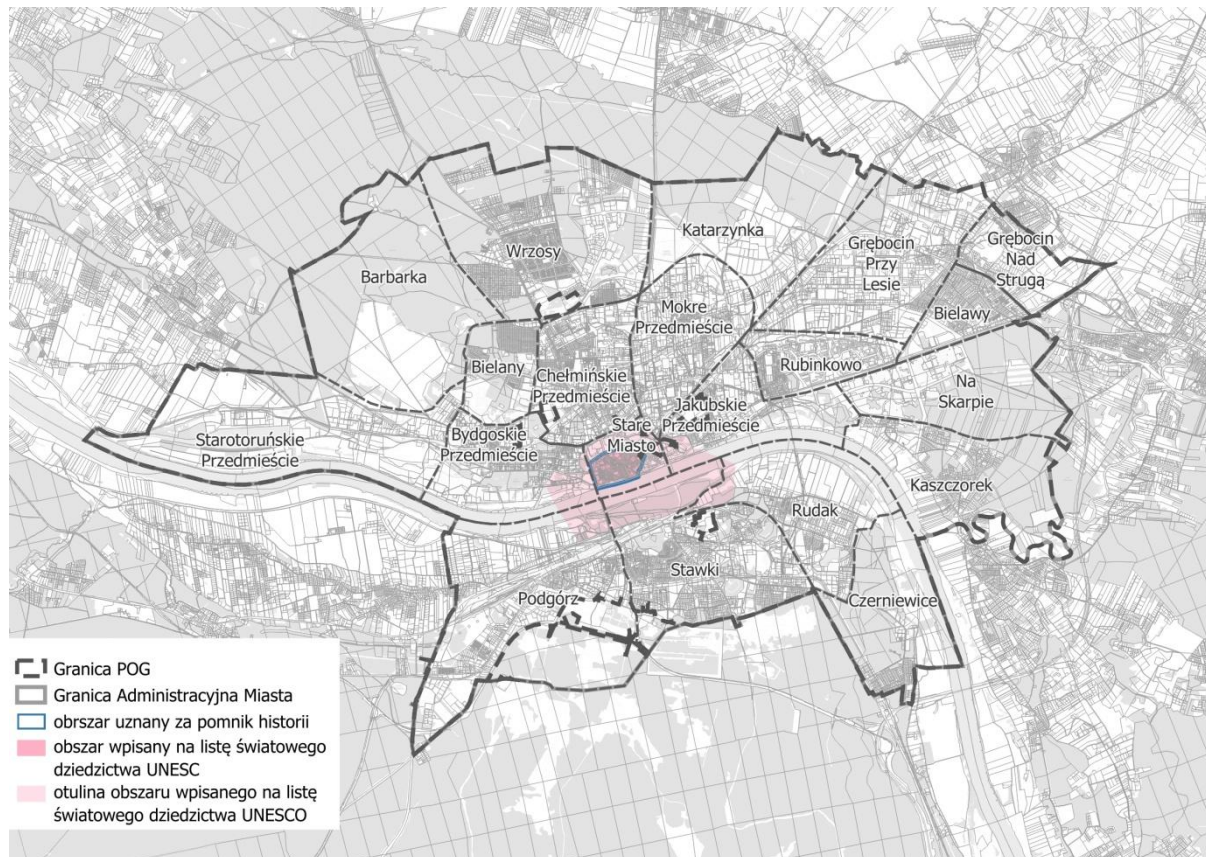 Katarzynka
Wrzosy
Grębocin
Przy
Lesie
Grębocin
Nad
Strugą
Barbarka
Mokre
Przedmieście
Bielawy
Bielany
Chełmińskie
Przedmieście
Rubinkowo
Na
Skarpie
Jakubskie
Przedmieście
Stare
Miasto
Starotoruńskie
Przedmieście
Bydgoskie
Przedmieście
Kaszczorek
Rudak
Stawki
Podgórz
Czerniewice
Granica POG
Granica Administracyjna Miasta
obrszar uznany za pomnik historii
obszar wpisany na listę światowego
dziedzictwa UNESC
otulina obszaru wpisanego na listę
światowego dziedzictwa UNESCO